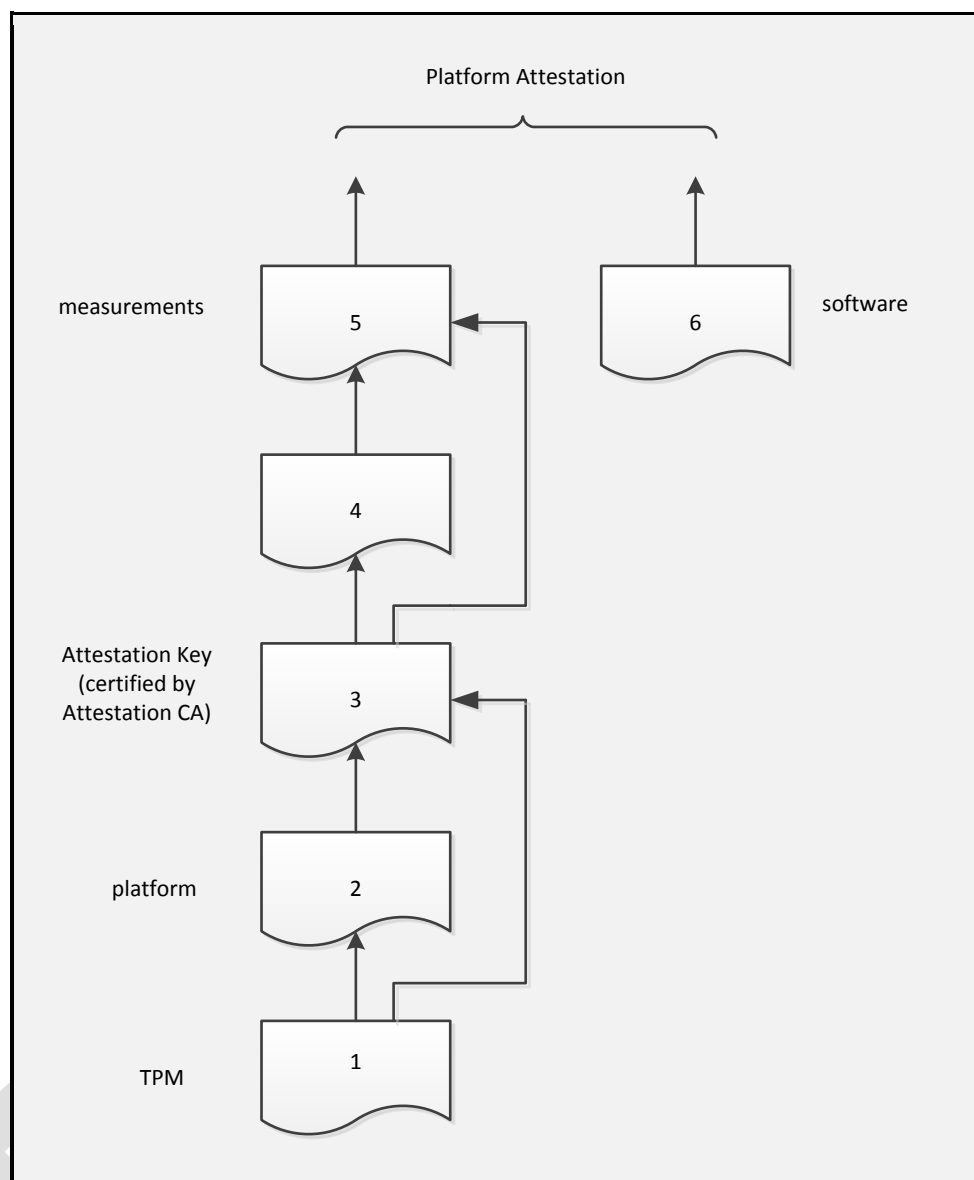 Platform Attestation
measurements
5
6
software
4
Attestation Key
(certified by
Attestation CA)
3
platform
2
TPM
1